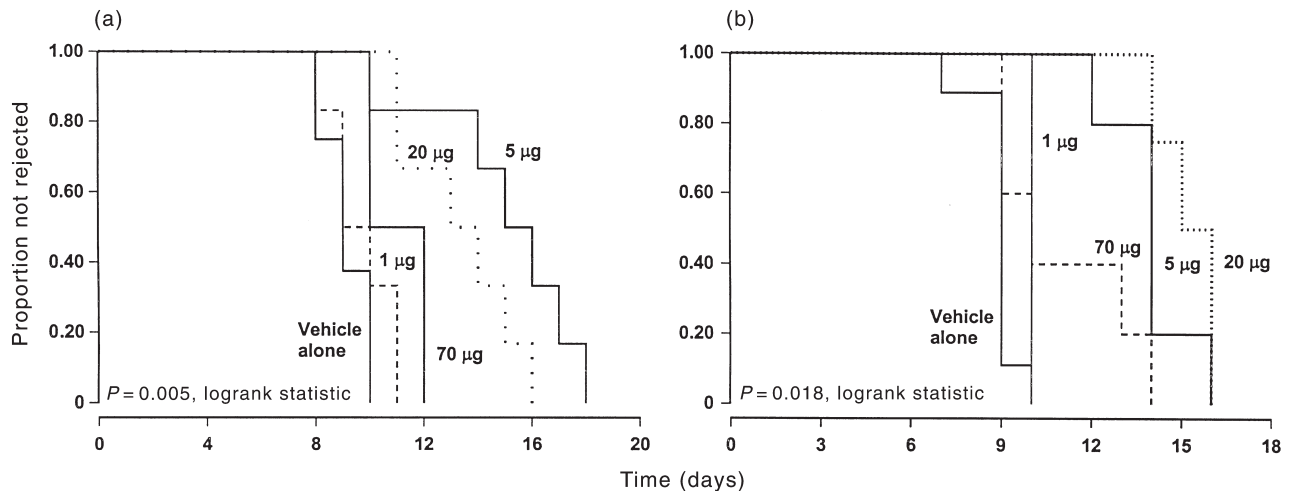 (a)
Proportion not rejected
1.00
0.80
0.60
0.40
0.20
0
20 µg
5 µg
1 µg
Vehicle
alone
70 µg
P = 0.005, logrank statistic
0 4 8 12 16 20
(b)
1.00
0.80
0.60
0.40
0.20
0
1 µg
70 µg
5 µg
20 µg
Vehicle
alone
P = 0.018, logrank statistic
0 3 6 9 12 15 18
Time (days)